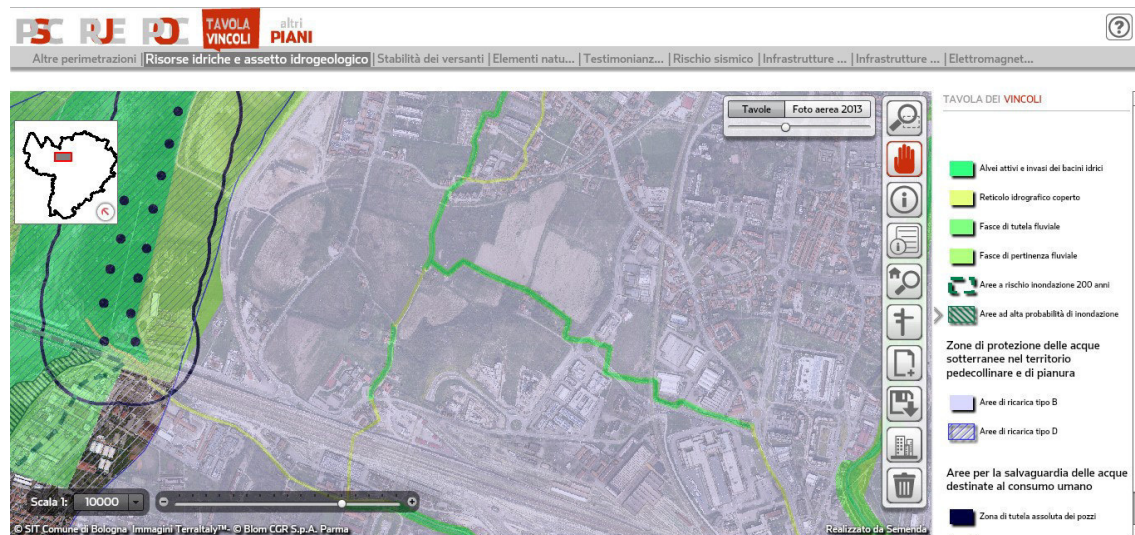 PSC RUE POC TAVOLA VINCOLI altri PIANI
?
Altre perimetrazioni | Risorse idriche e assetto idrogeologico | Stabilità dei versanti | Elementi natu... | Testimonianz... | Rischio sismico | Infrastrutture ... | Infrastrutture ... | Elettromagnet...
Tavole Foto aerea 2013
TAVOLA DEI VINCOLI
Alvei attivi e invasi dei bacini idrici
Reticolo idrografico coperto
Fasce di tutela fluviale
Fasce di pertinenza fluviale
Aree a rischio inondazione 200 anni
Aree ad alta probabilità di inondazione
Zone di protezione delle acque
sotterranee nel territorio
pedecollinare e di pianura
Aree di ricarica tipo B
Aree di ricarica tipo D
Aree per la salvaguardia delle acque
destinate al consumo umano
Zona di tutela assoluta dei pozzi
Scala 1: 10000
© SIT Comune di Bologna Immagini TerraItaly™- © Blom CGR S.p.A. Parma
Realizzato da Semenda